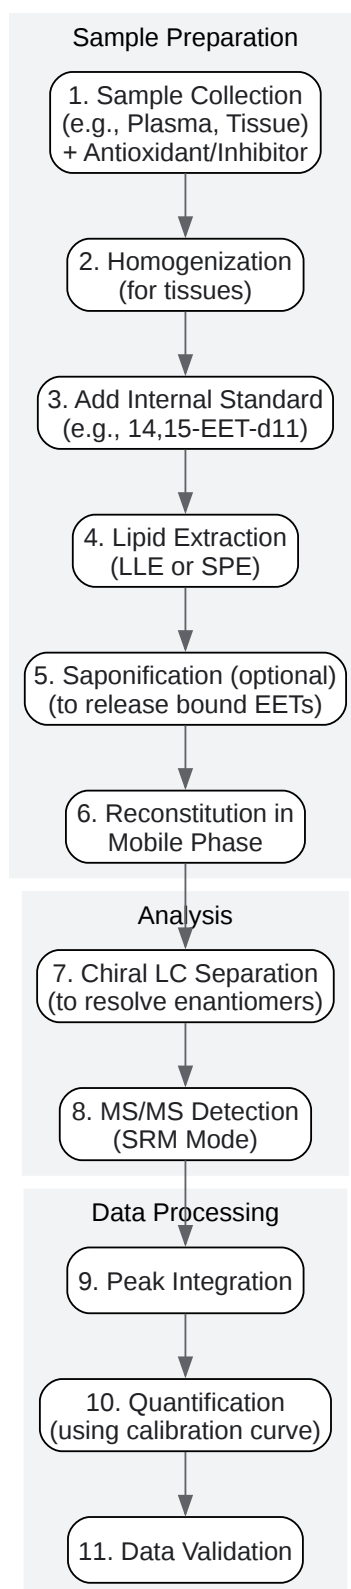 Sample Preparation
1. Sample Collection
(e.g., Plasma, Tissue)
+ Antioxidant/Inhibitor
2. Homogenization
(for tissues)
3. Add Internal Standard
(e.g., 14,15-EET-d11)
4. Lipid Extraction
(LLE or SPE)
5. Saponification (optional)
(to release bound EETs)
6. Reconstitution in
Mobile Phase
Analysis
7. Chiral LC Separation
(to resolve enantiomers)
8. MS/MS Detection
(SRM Mode)
Data Processing
9. Peak Integration
10. Quantification
(using calibration curve)
11. Data Validation